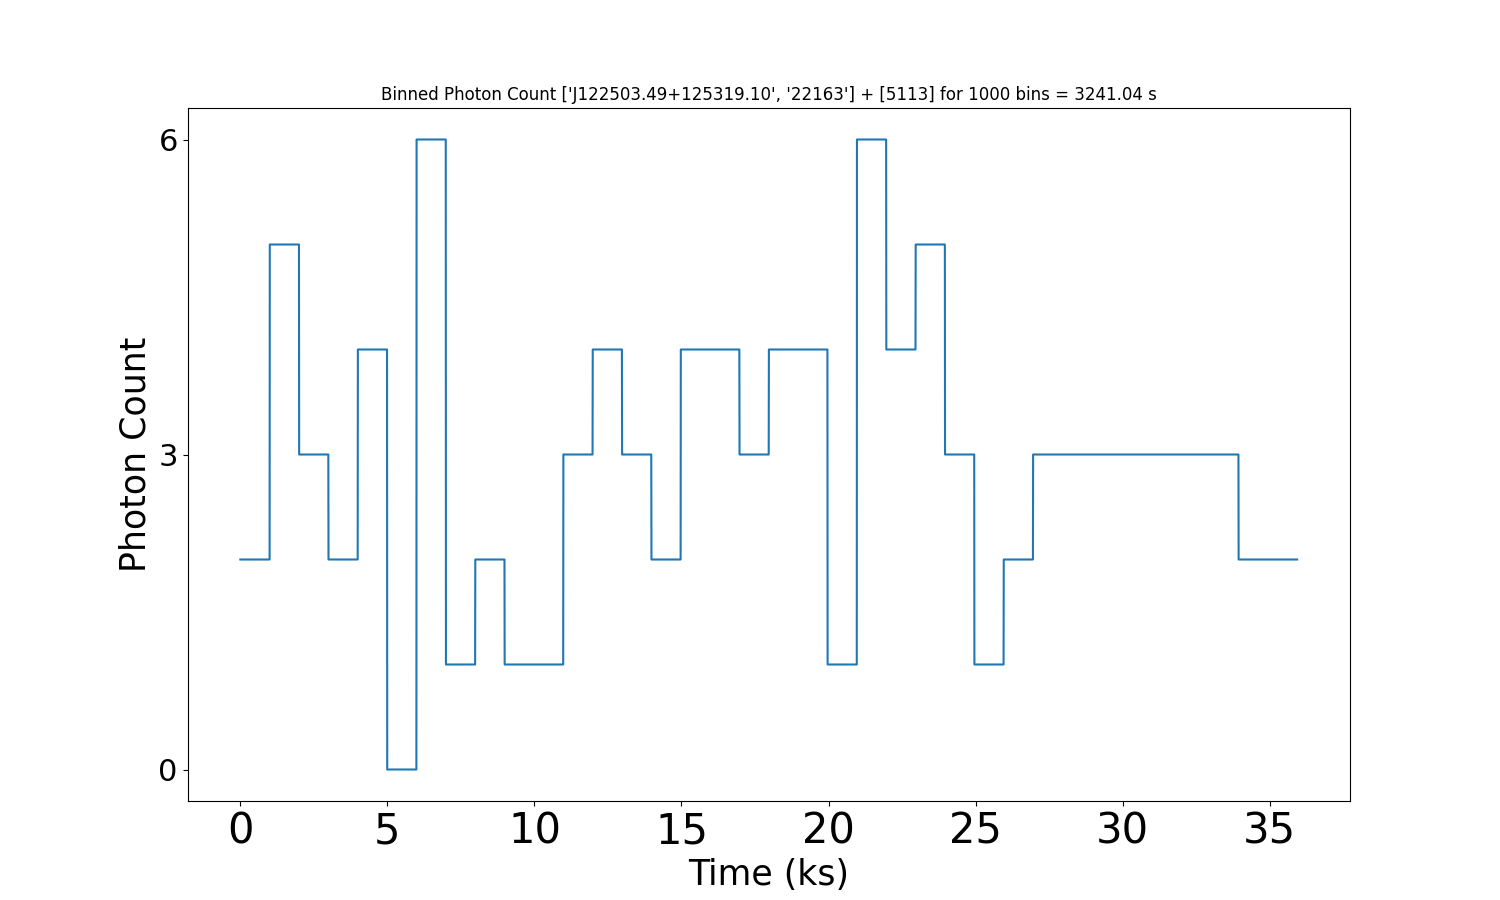 Binned Photon Count ['J122503.49+125319.10', '22163'] + [5113] for 1000 bins = 3241.04 s
6
3
0
Photon Count
0 5 10 15 20 25 30 35
Time (ks)